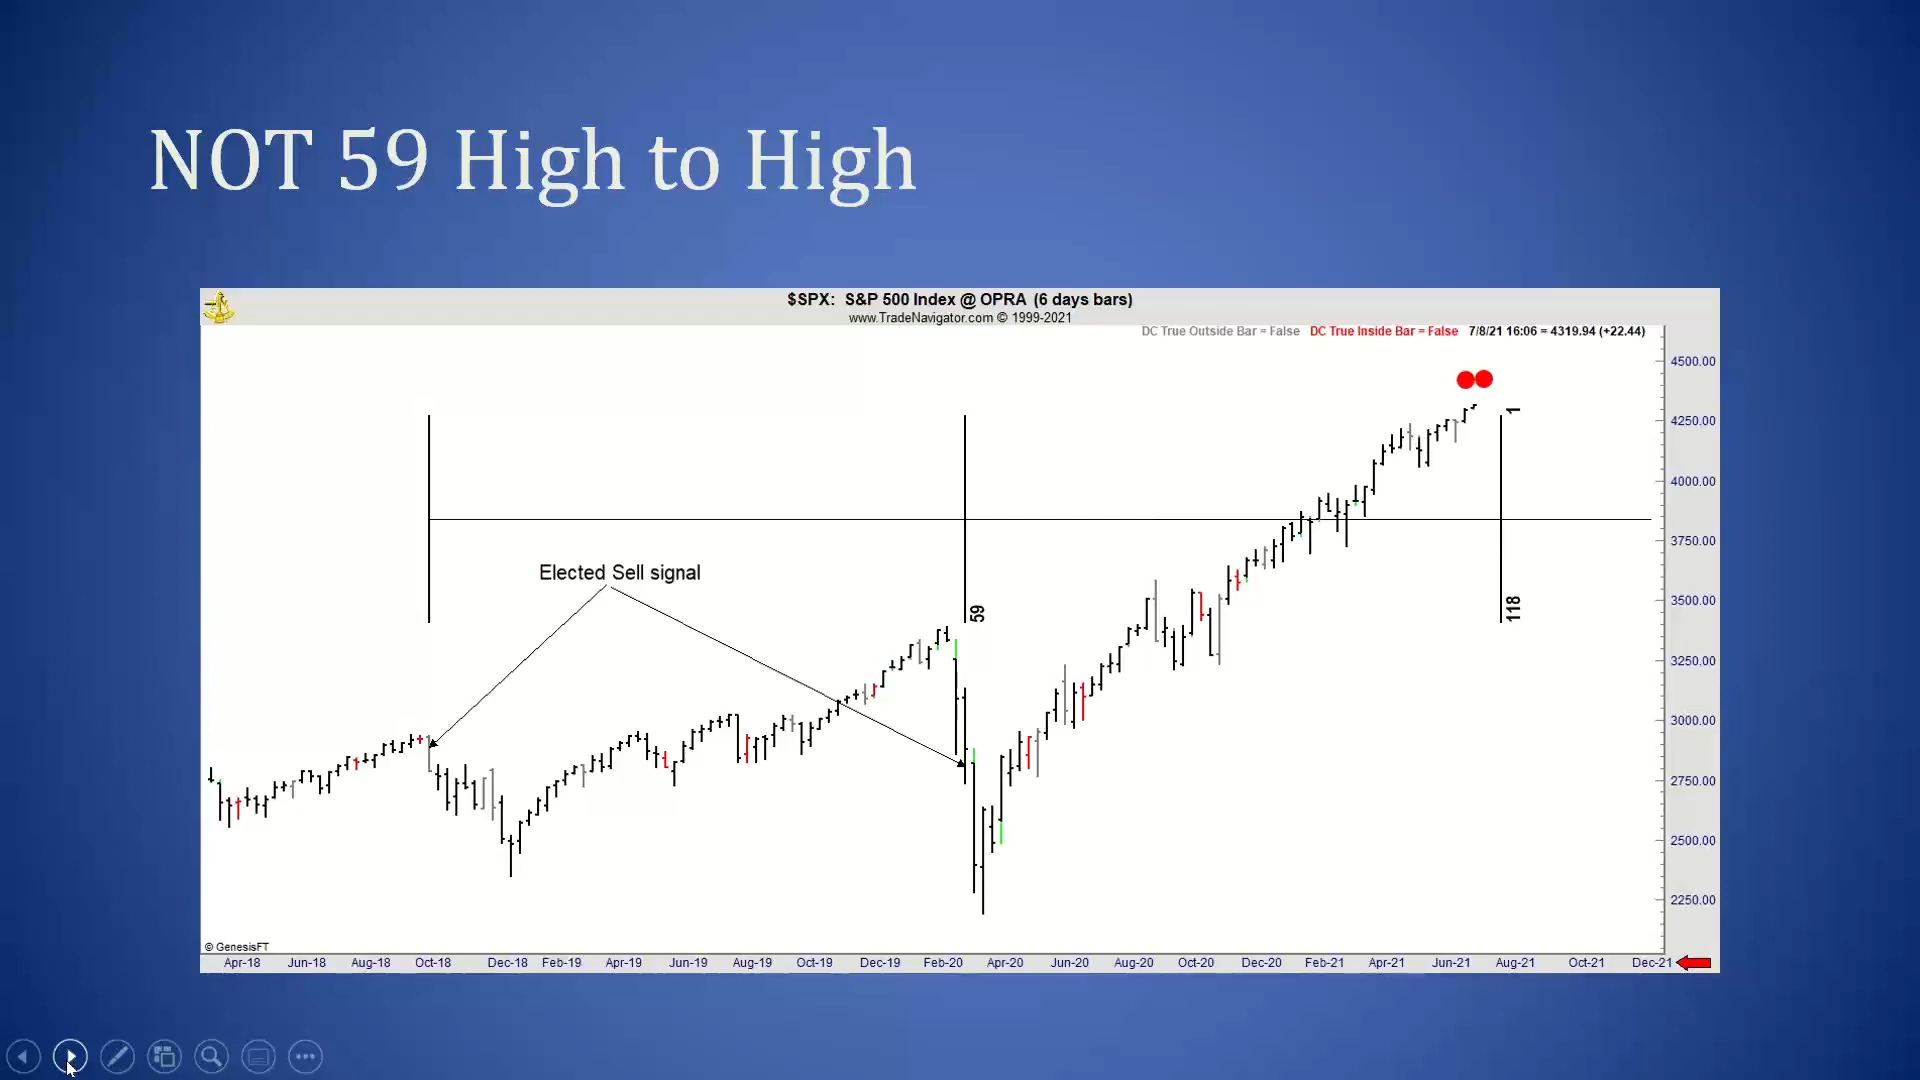 NOT 59 High to High
$SPX: S&P 500 Index @ OPRA (6 days bars)
www.TradeNavigator.com © 1999-2021
DC True Outside Bar = False DC True Inside Bar = False 7/8/21 16:06 = 4319.94 (+22.44)
4500.00
1
4250.00
4000.00
3750.00
Elected Sell signal
59
118
3500.00
3250.00
3000.00
2750.00
2500.00
2250.00
© GenesisFT
Apr-18 Jun-18 Aug-18 Oct-18 Dec-18 Feb-19 Apr-19 Jun-19 Aug-19 Oct-19 Dec-19 Feb-20 Apr-20 Jun-20 Aug-20 Oct-20 Dec-20 Feb-21 Apr-21 Jun-21 Aug-21 Oct-21 Dec-21